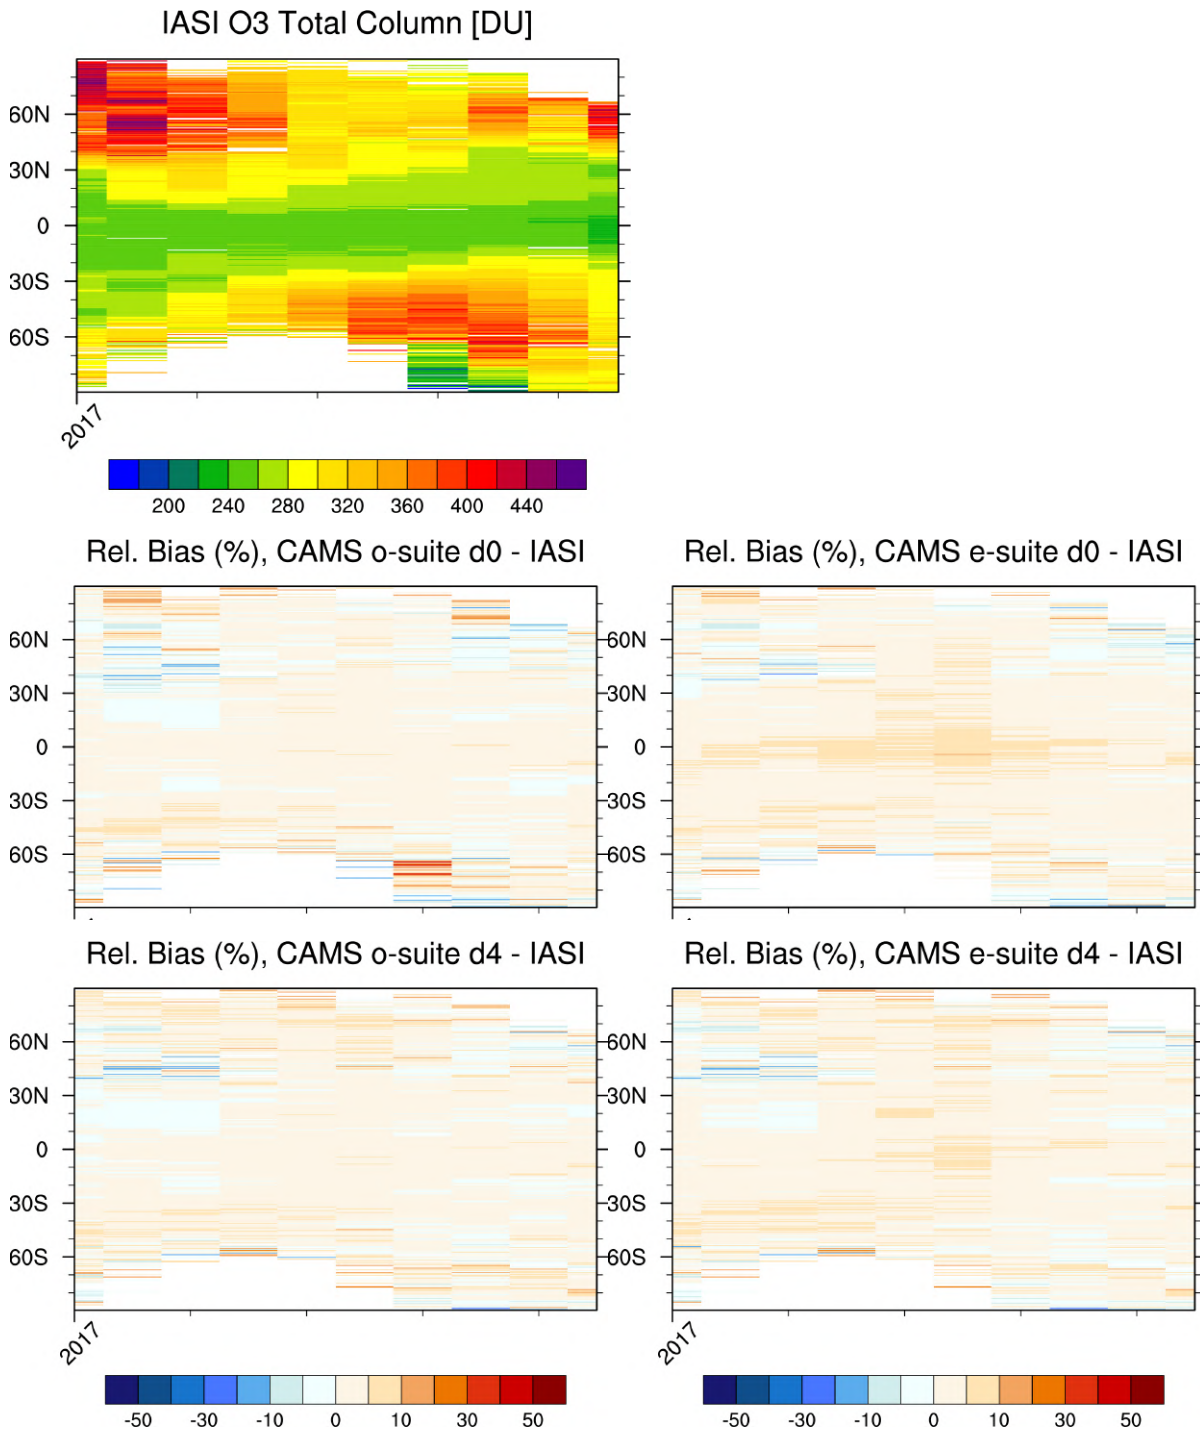 IASI O3 Total Column [DU]
60N
30N
0
30S
60S
2017
200 240 280 320 360 400 440
Rel. Bias (%), CAMS o-suite d0 - IASI
Rel. Bias (%), CAMS e-suite d0 - IASI
60N
30N
0
30S
60S
60N
30N
0
30S
60S
Rel. Bias (%), CAMS o-suite d4 - IASI
Rel. Bias (%), CAMS e-suite d4 - IASI
60N
30N
0
30S
60S
2017
60N
30N
0
30S
60S
2017
-50 -30 -10 0 10 30 50
-50 -30 -10 0 10 30 50